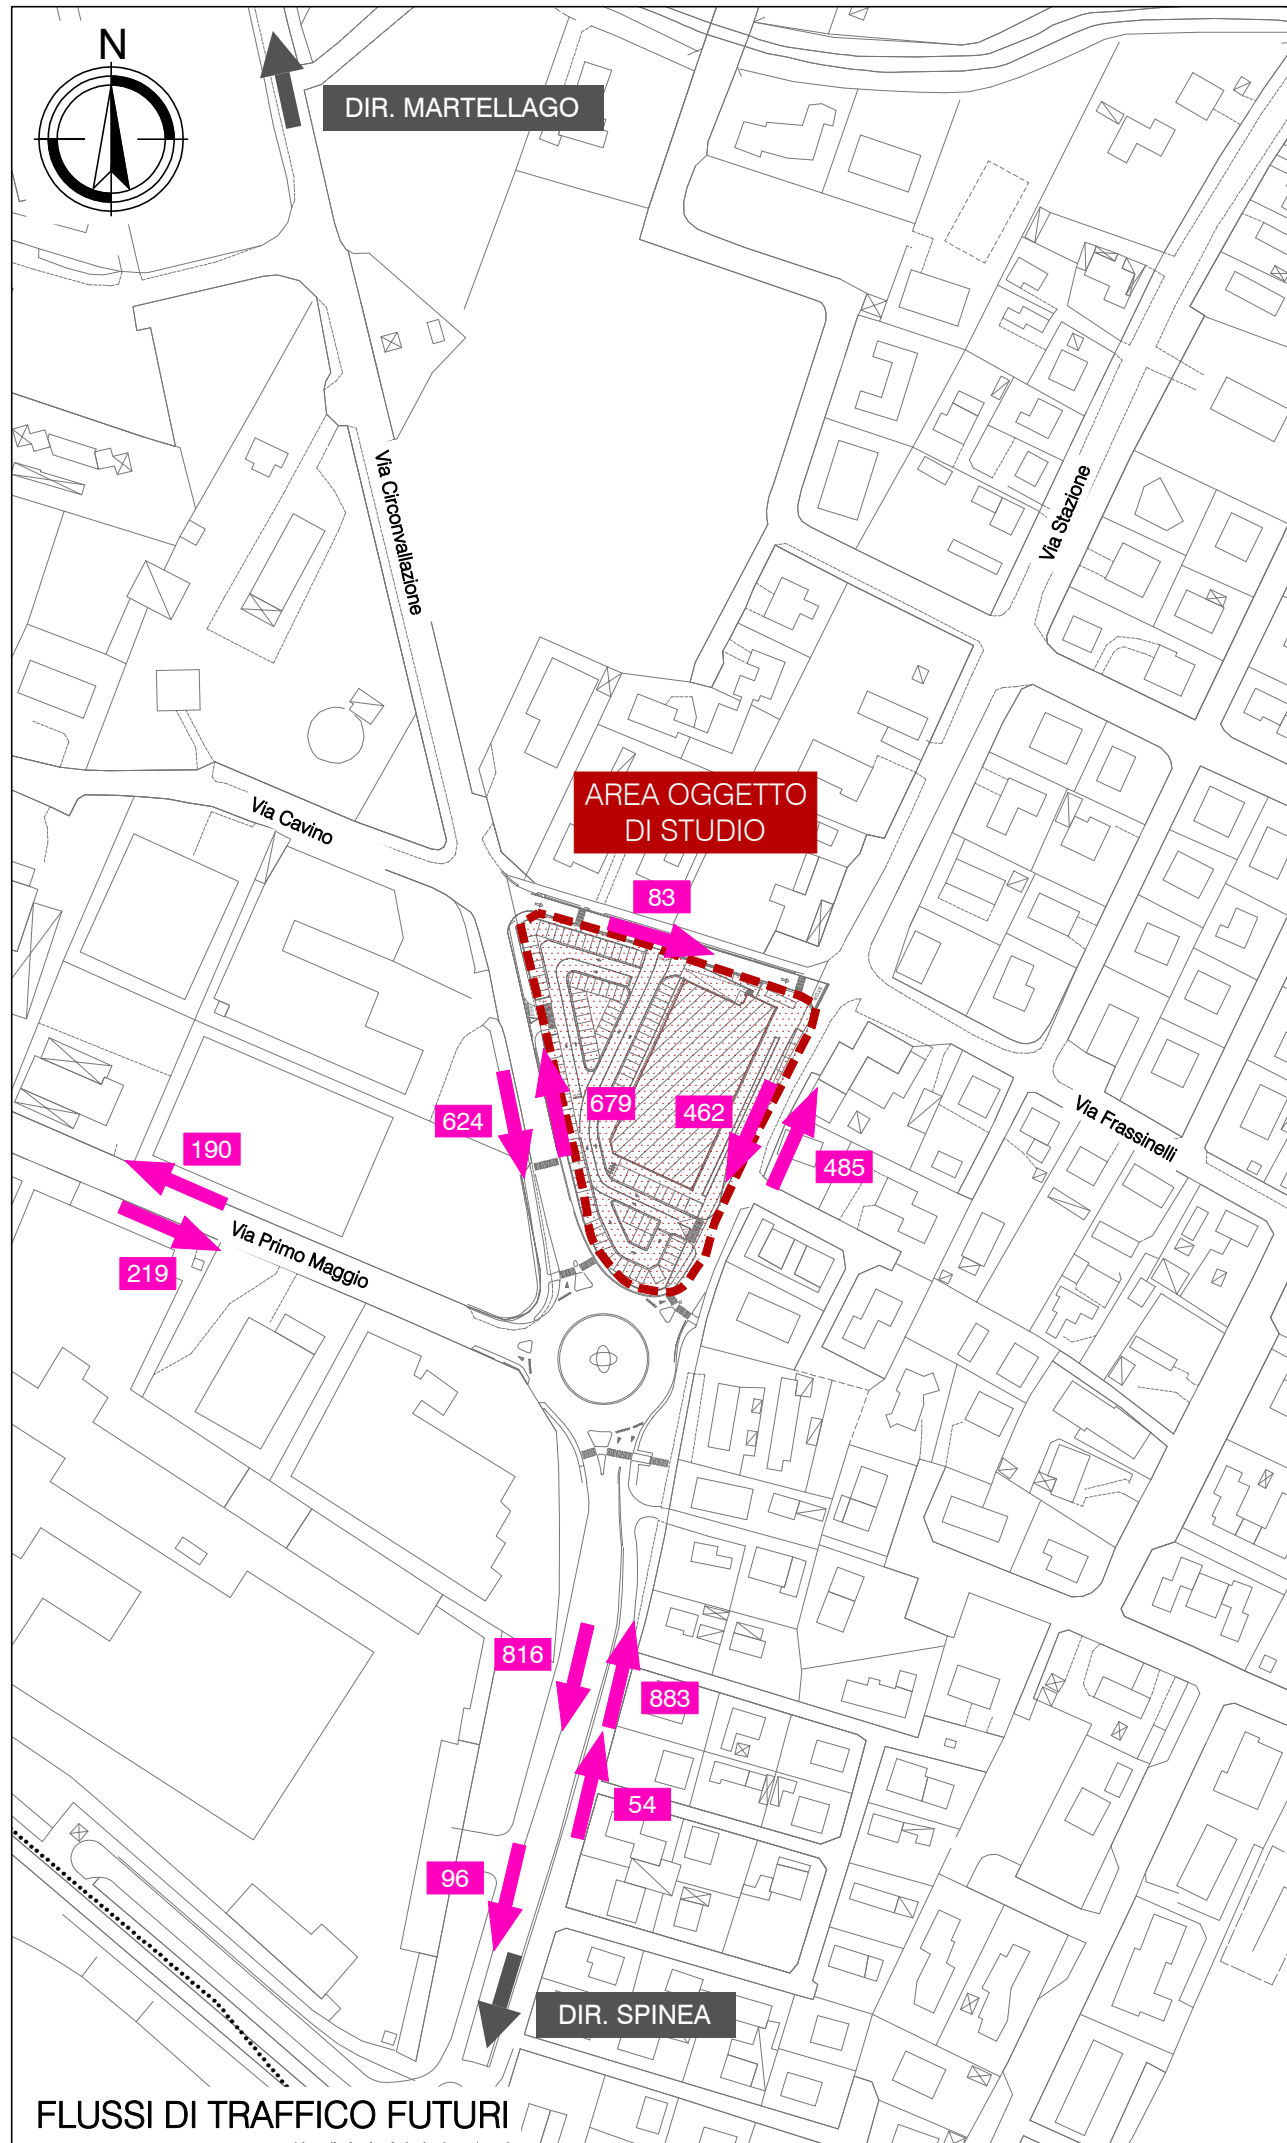 N
DIR. MARTELLAGO
Via Circonvallazione
Via Stazione
AREA OGGETTO
DI STUDIO
Via Cavino
83
679
462
624
485
Via Frassinelli
190
219
Via Primo Maggio
816
883
54
96
DIR. SPINEA
FLUSSI DI TRAFFICO FUTURI